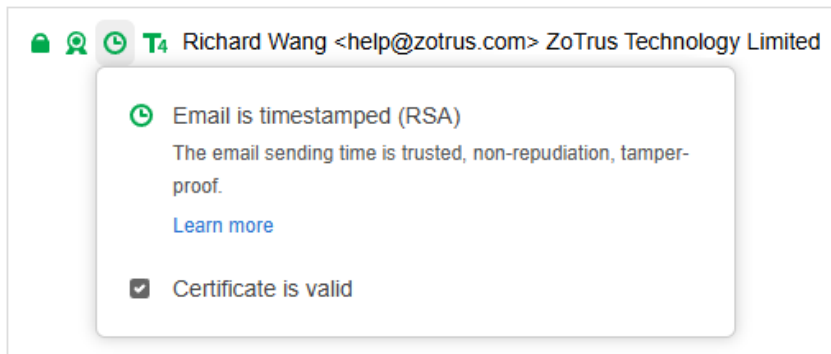 T4 Richard Wang <help@zotrus.com> ZoTrus Technology Limited
Email is timestamped (RSA)
The email sending time is trusted, non-repudiation, tamper-
proof.
Learn more
Certificate is valid